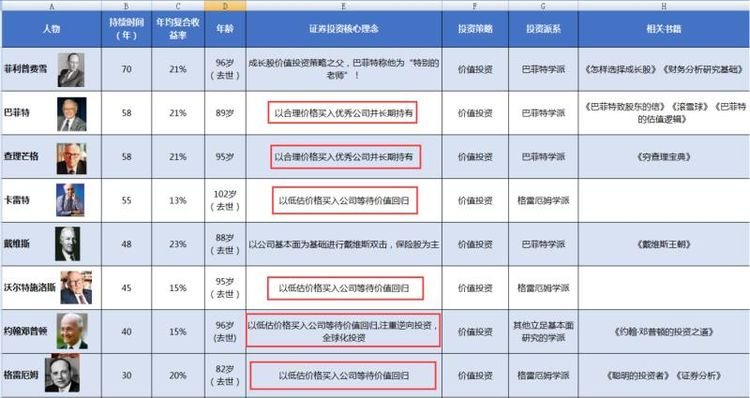 A B C D E F G H
人物 持续时间（年） 年均复合收益率 年龄 证券投资核心理念 投资策略 投资派系 相关书籍
菲利普费雪 70 21% 96岁（去世） 成长股价值投资策略之父，巴菲特称他为“特别的老师”！ 价值投资 巴菲特学派 《怎样选择成长股》《财务分析研究基础》
巴菲特 58 21% 89岁 以合理价格买入优秀公司并长期持有 价值投资 巴菲特学派 《巴菲特致股东的信》《滚雪球》《巴菲特的估值逻辑》
查理芒格 58 21% 95岁 以合理价格买入优秀公司并长期持有 价值投资 巴菲特学派 《穷查理宝典》
卡雷特 55 13% 102岁（去世） 以低估价格买入公司等待价值回归 价值投资 格雷厄姆学派
戴维斯 48 23% 88岁（去世） 以公司基本面为基础进行戴维斯双击，保险股为主 价值投资 巴菲特学派 《戴维斯王朝》
沃尔特施洛斯 45 15% 95岁（去世） 以低估价格买入公司等待价值回归 价值投资 格雷厄姆学派
约翰邓普顿 40 15% 96岁（去世) 以低估价格买入公司等待价值回归,注重逆向投资，全球化投资 价值投资 其他立足基本面研究的学派 《约翰·邓普顿的投资之道》
格雷厄姆 30 20% 82岁（去世） 以低估价格买入公司等待价值回归 价值投资 格雷厄姆学派 《聪明的投资者》《证券分析》